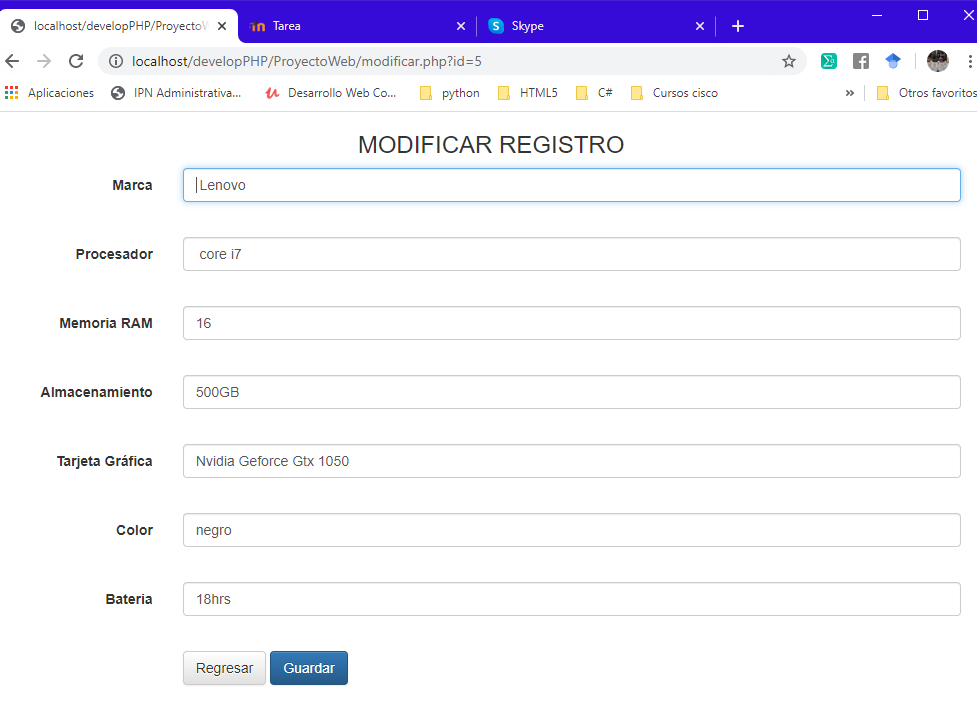 localhost/developPHP/ProyectoW
Tarea
Skype
localhost/developPHP/ProyectoWeb/modificar.php?id=5
Aplicaciones
IPN Administrativa...
Desarrollo Web Co...
python
HTML5
C#
Cursos cisco
»
Otros favoritos
MODIFICAR REGISTRO
Marca
Lenovo
Procesador
core i7
Memoria RAM
16
Almacenamiento
500GB
Tarjeta Gráfica
Nvidia Geforce Gtx 1050
Color
negro
Bateria
18hrs
Regresar
Guardar